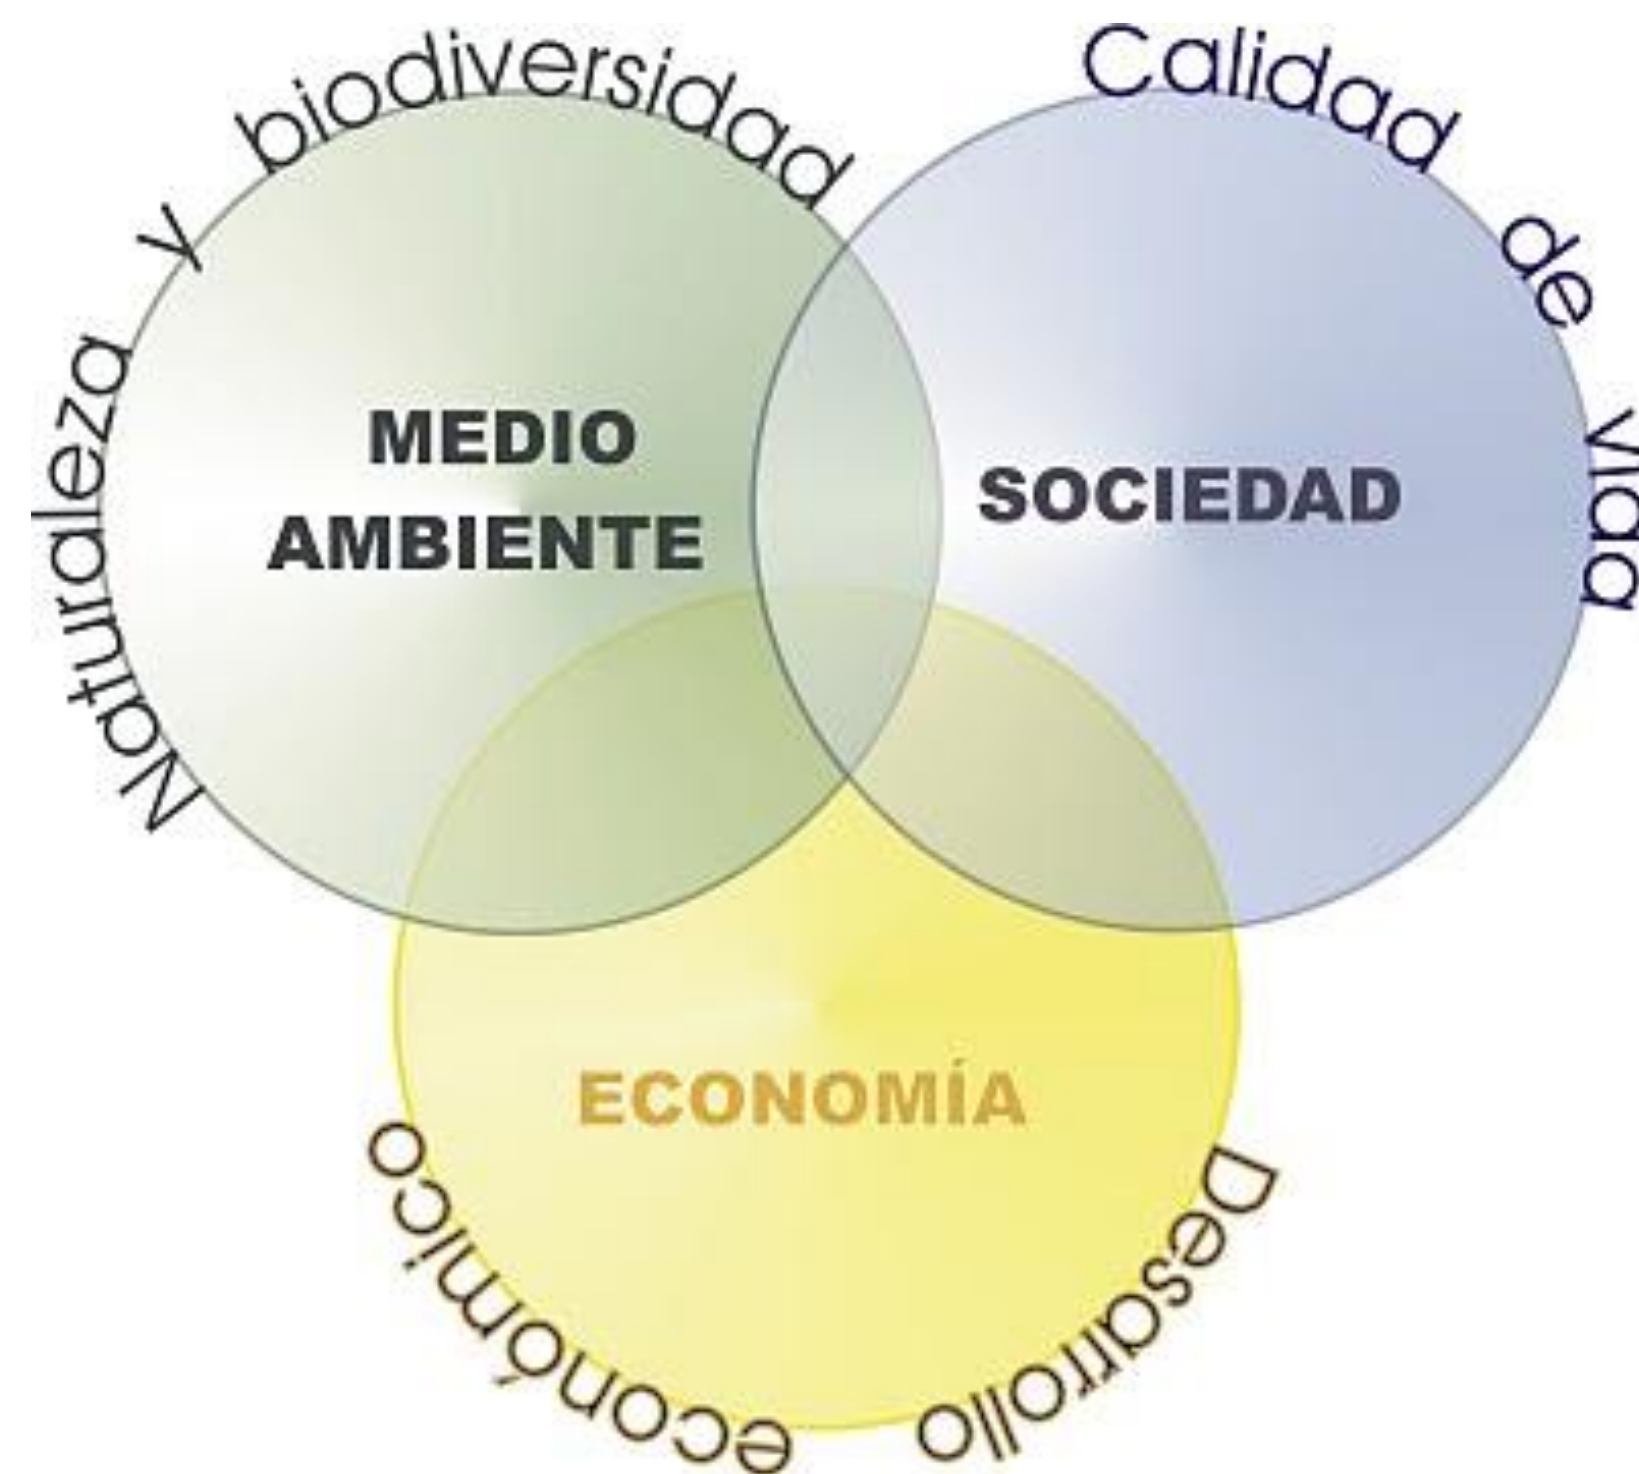 Naturaleza y biodiversidad
Calidad de vida
MEDIO
AMBIENTE
SOCIEDAD
ECONOMÍA
Desarrollo económico